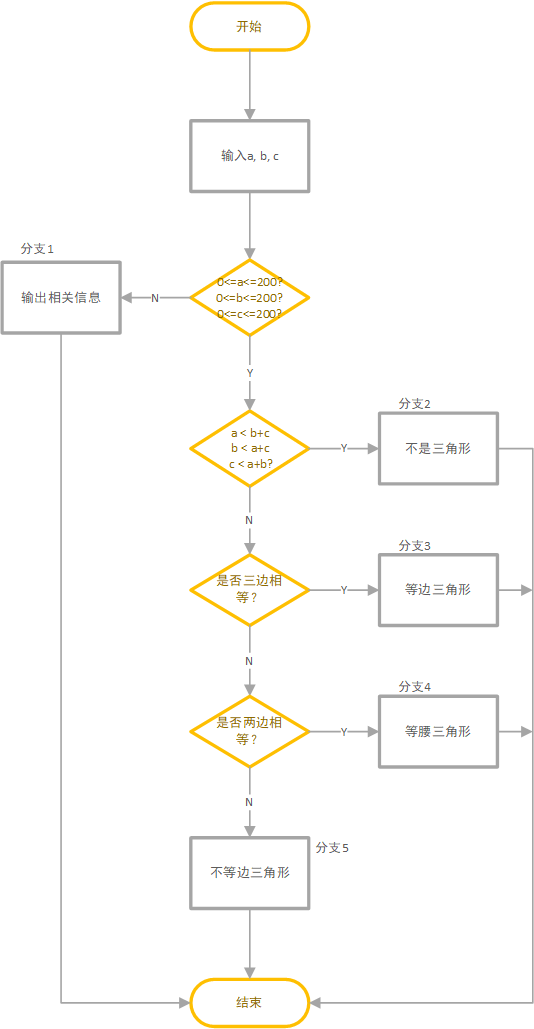 开始
输入a, b, c
分支1
输出相关信息
N
0<=a<=200?
0<=b<=200?
0<=c<=200?
Y
分支2
a < b+c
b < a+c
c < a+b?
Y
不是三角形
N
分支3
是否三边相
等?
Y
等边三角形
N
分支4
是否两边相
等?
Y
等腰三角形
N
不等边三角形
分支5
结束